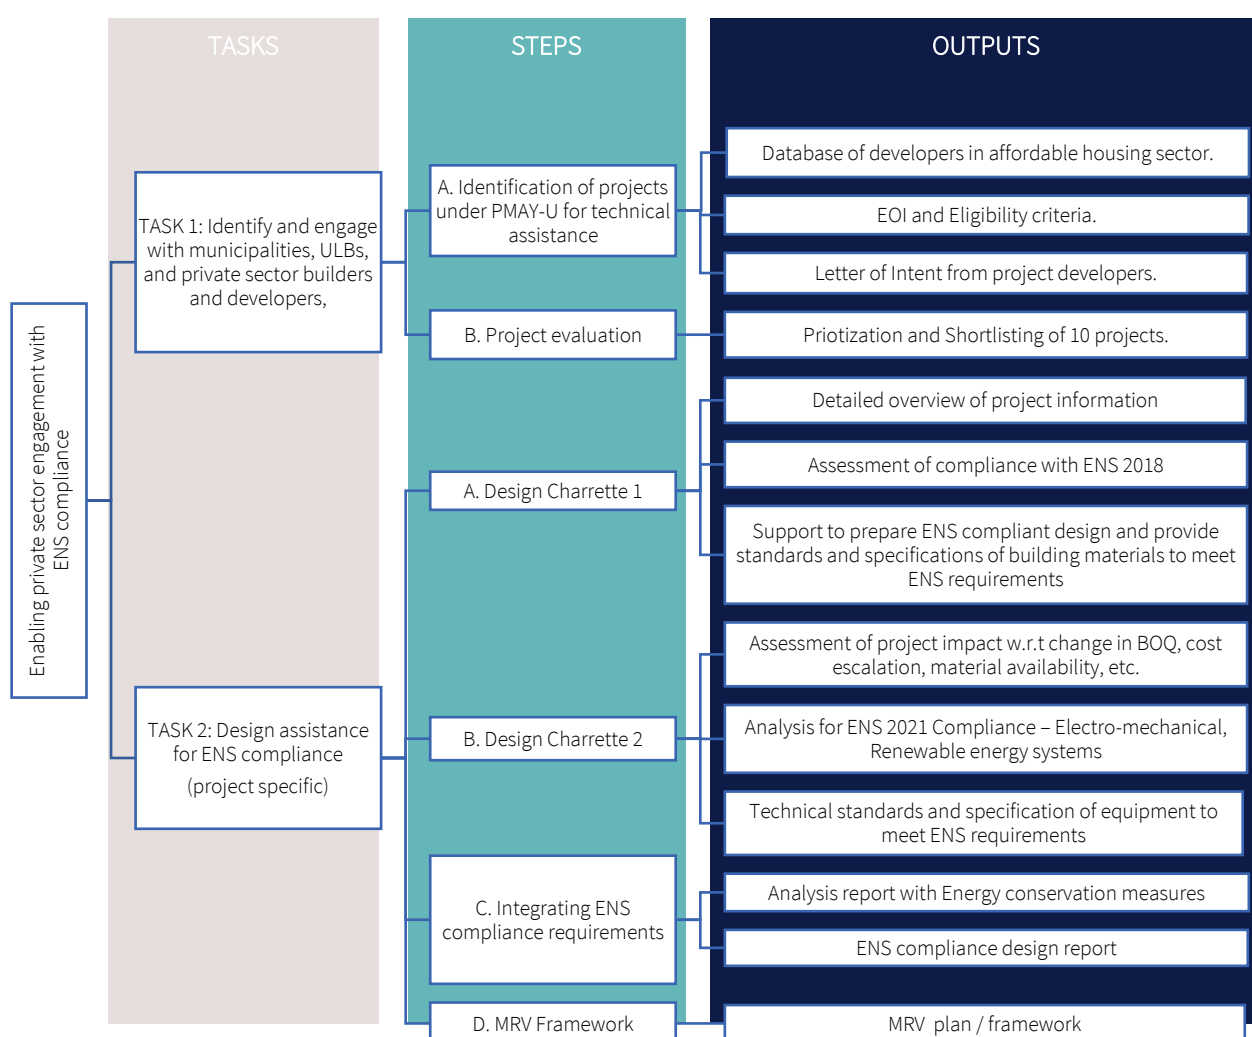 TASKS
STEPS
OUTPUTS
Enabling private sector engagement with
ENS compliance
TASK 1: Identify and engage
with municipalities, ULBs,
and private sector builders
and developers,
A. Identification of projects
under PMAY-U for technical
assistance
Database of developers in affordable housing sector.
EOI and Eligibility criteria.
Letter of Intent from project developers.
B. Project evaluation
Priotization and Shortlisting of 10 projects.
TASK 2: Design assistance
for ENS compliance
(project specific)
A. Design Charrette 1
Detailed overview of project information
Assessment of compliance with ENS 2018
Support to prepare ENS compliant design and provide
standards and specifications of building materials to meet
ENS requirements
B. Design Charrette 2
Assessment of project impact w.r.t change in BOQ, cost
escalation, material availability, etc.
Analysis for ENS 2021 Compliance – Electro-mechanical,
Renewable energy systems
Technical standards and specification of equipment to
meet ENS requirements
C. Integrating ENS
compliance requirements
Analysis report with Energy conservation measures
ENS compliance design report
D. MRV Framework
MRV plan / framework